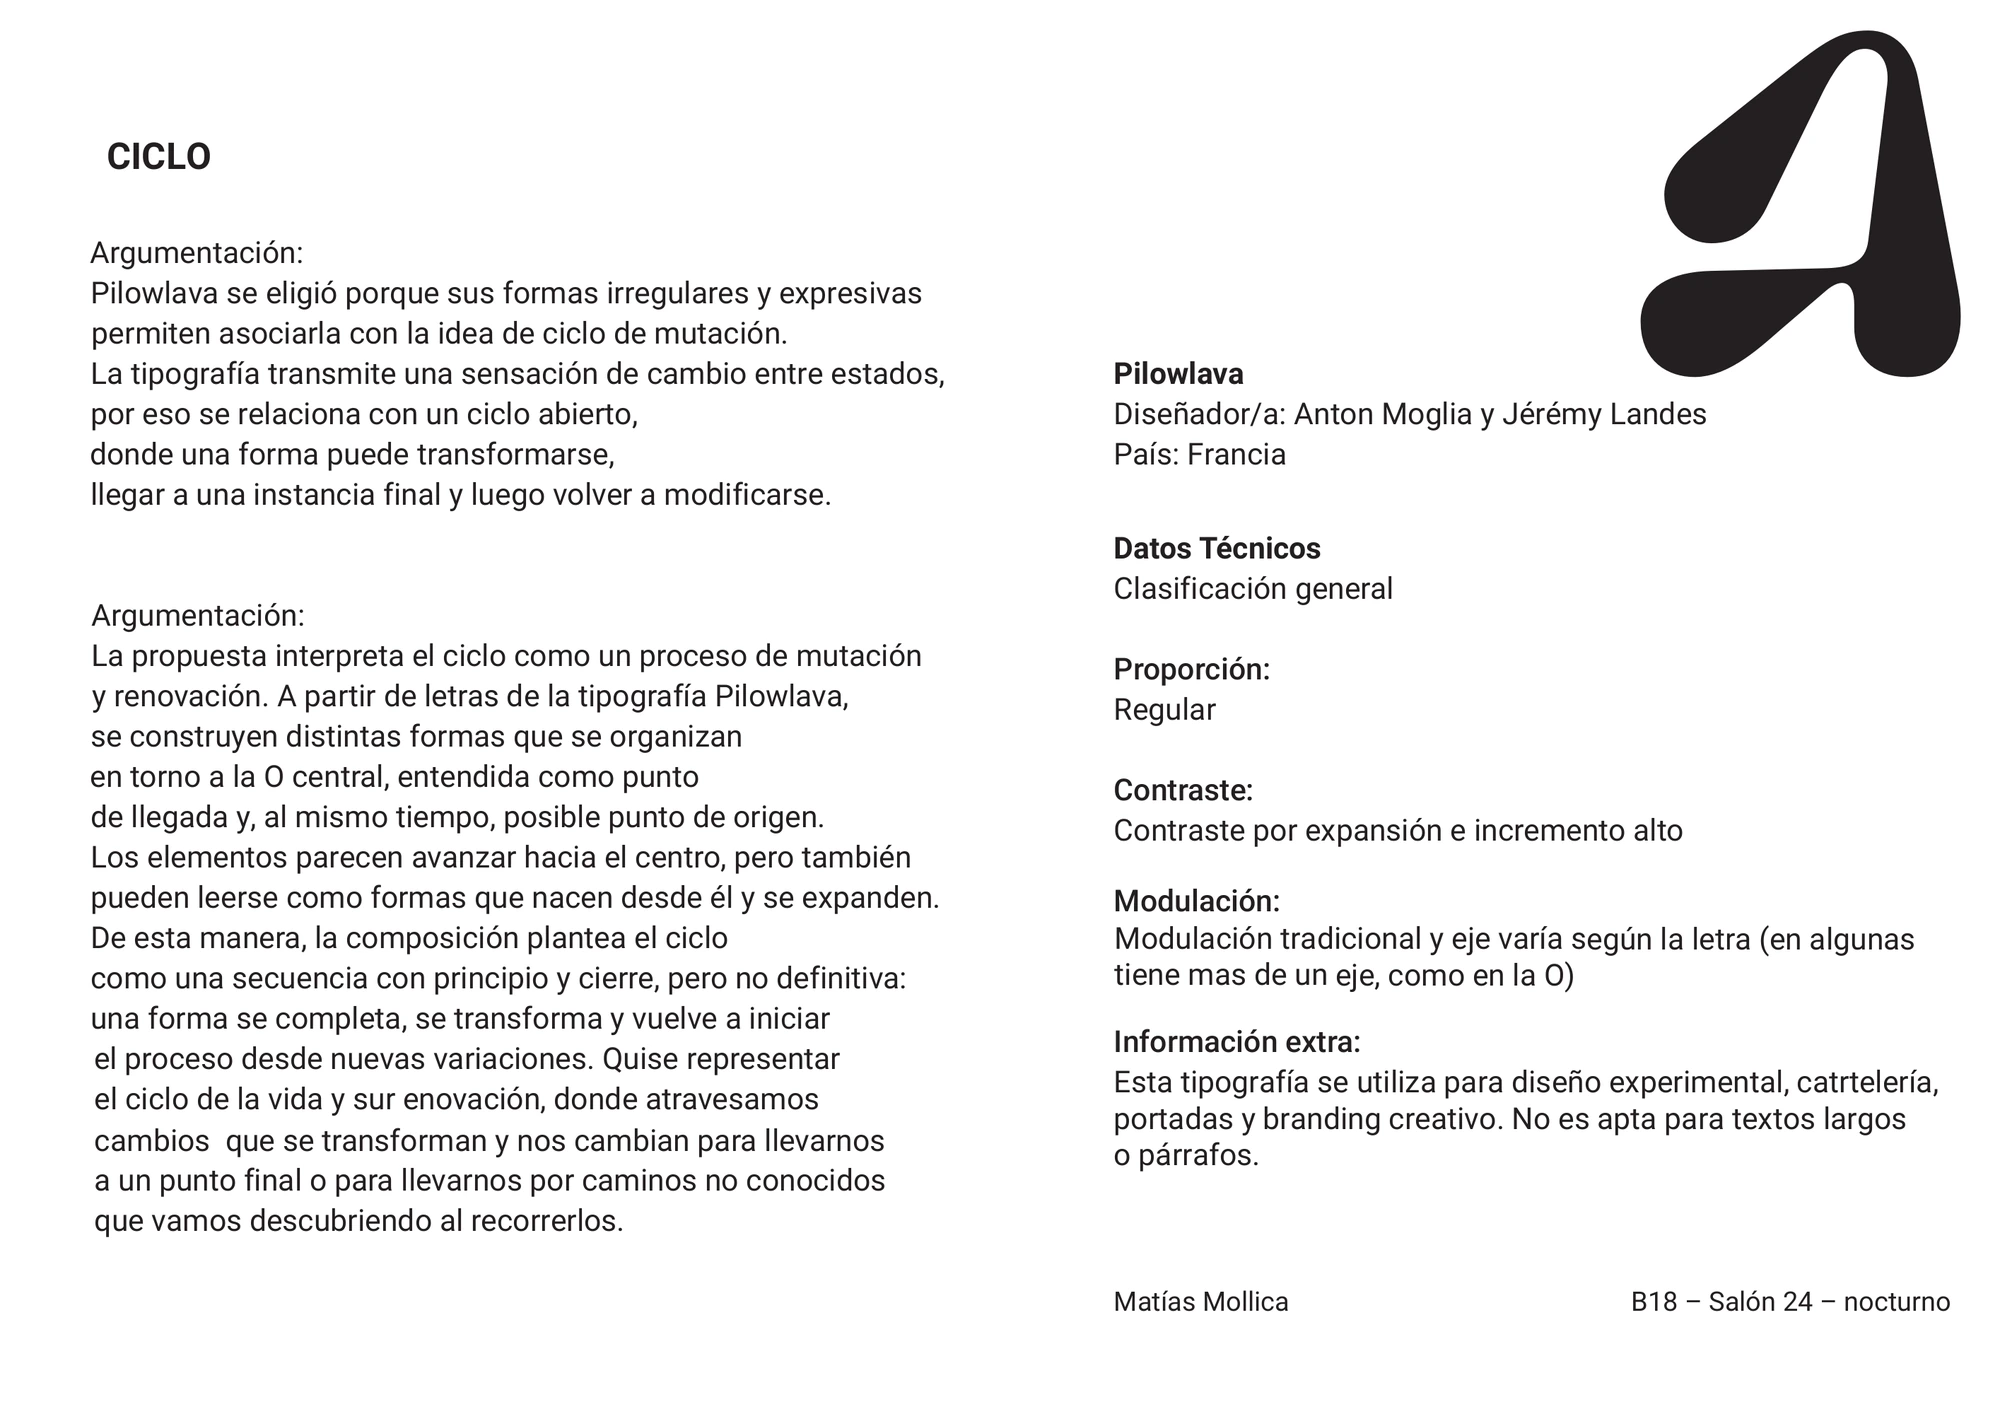 CICLO
Argumentación:
Pilowlava se eligió porque sus formas irregulares y expresivas
permiten asociarla con la idea de ciclo de mutación.
La tipografía transmite una sensación de cambio entre estados,
por eso se relaciona con un ciclo abierto,
donde una forma puede transformarse,
llegar a una instancia final y luego volver a modificarse.
Argumentación:
La propuesta interpreta el ciclo como un proceso de mutación
y renovación. A partir de letras de la tipografía Pilowlava,
se construyen distintas formas que se organizan
en torno a la O central, entendida como punto
de llegada y, al mismo tiempo, posible punto de origen.
Los elementos parecen avanzar hacia el centro, pero también
pueden leerse como formas que nacen desde él y se expanden.
De esta manera, la composición plantea el ciclo
como una secuencia con principio y cierre, pero no definitiva:
una forma se completa, se transforma y vuelve a iniciar
el proceso desde nuevas variaciones. Quise representar
el ciclo de la vida y sur enovación, donde atravesamos
cambios  que se transforman y nos cambian para llevarnos
a un punto final o para llevarnos por caminos no conocidos
que vamos descubriendo al recorrerlos.
A
Pilowlava
Diseñador/a: Anton Moglia y Jérémy Landes
País: Francia
Datos Técnicos
Clasificación general
Proporción:
Regular
Contraste:
Contraste por expansión e incremento alto
Modulación:
Modulación tradicional y eje varía según la letra (en algunas
tiene mas de un eje, como en la O)
Información extra:
Esta tipografía se utiliza para diseño experimental, catrtelería,
portadas y branding creativo. No es apta para textos largos
o párrafos.
Matías Mollica
B18 – Salón 24 – nocturno